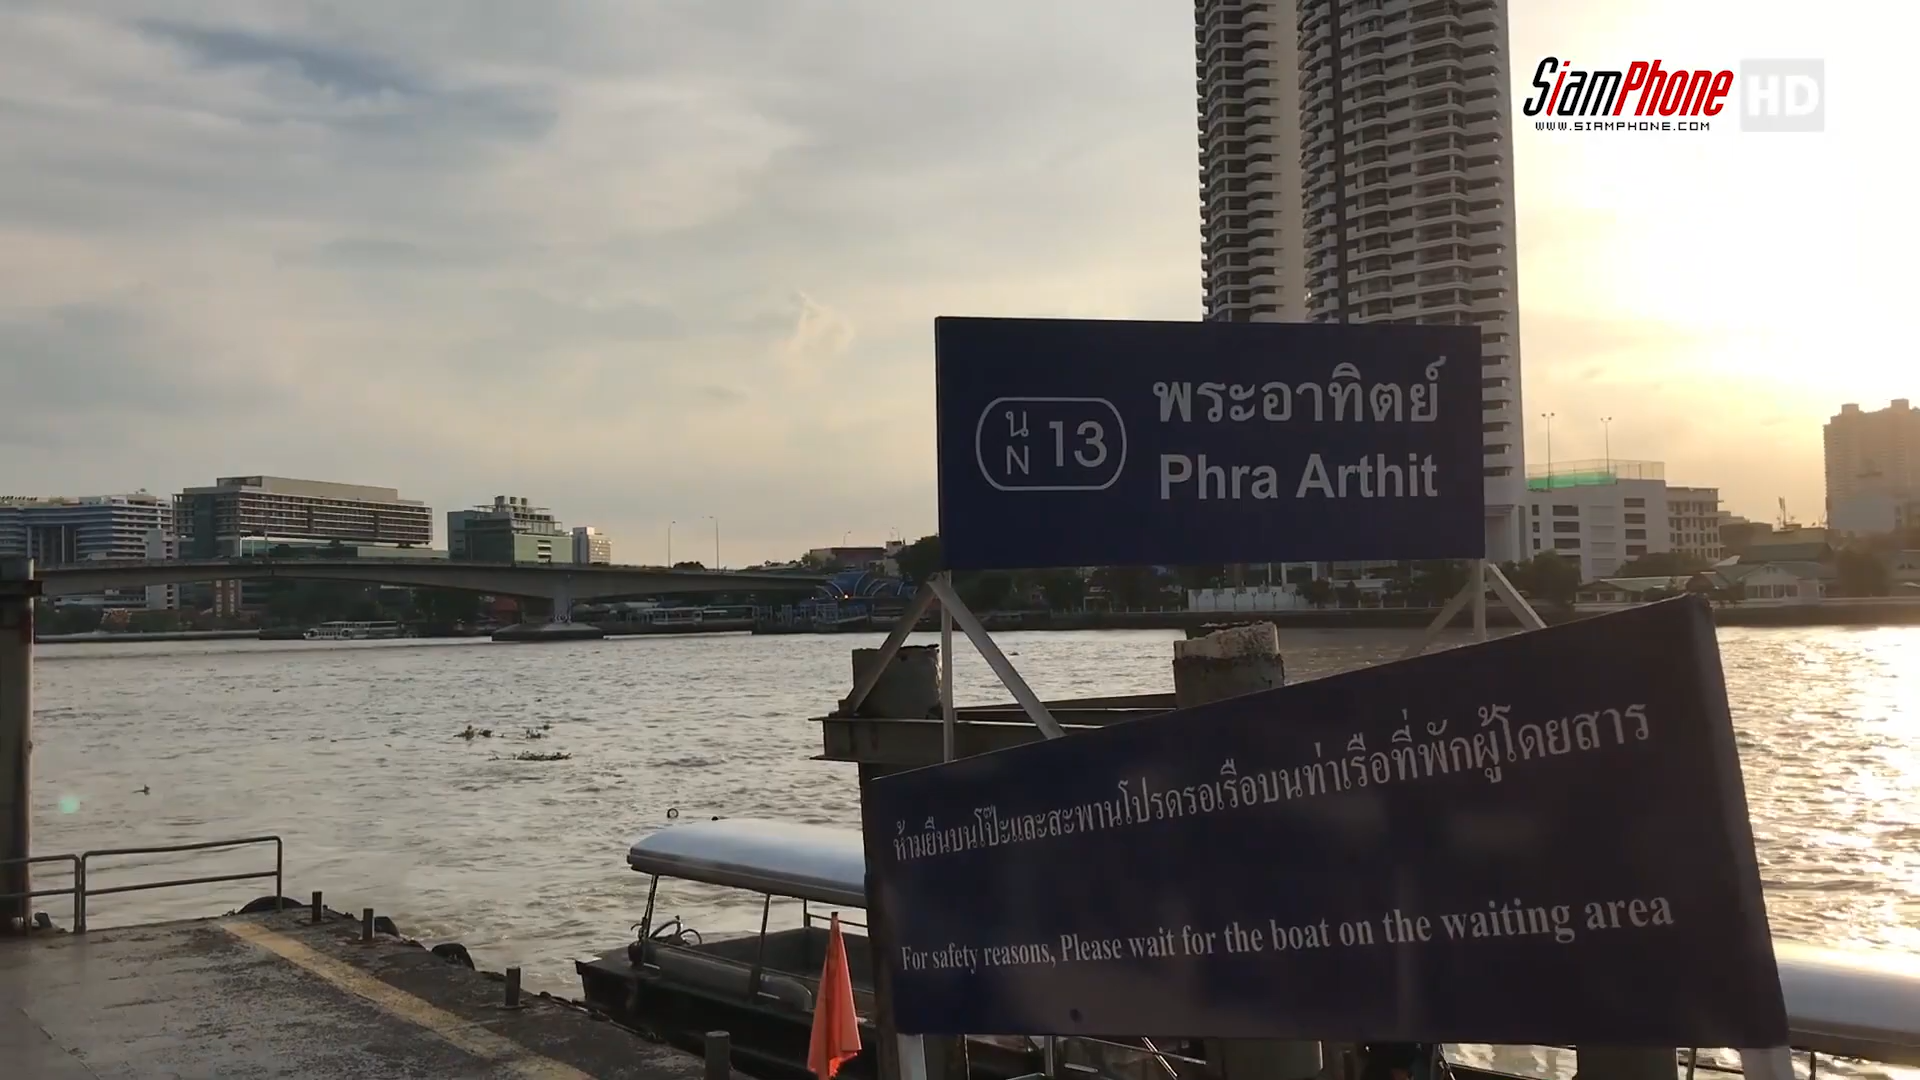 SiamPhone HD
www.siamphone.com
พระอาทิตย์
น
N 13
Phra Arthit
ห้ามยืนบนโป๊ะและสะพานโปรดรอเรือบนท่าเรือที่พักผู้โดยสาร
For safety reasons, Please wait for the boat on the waiting area